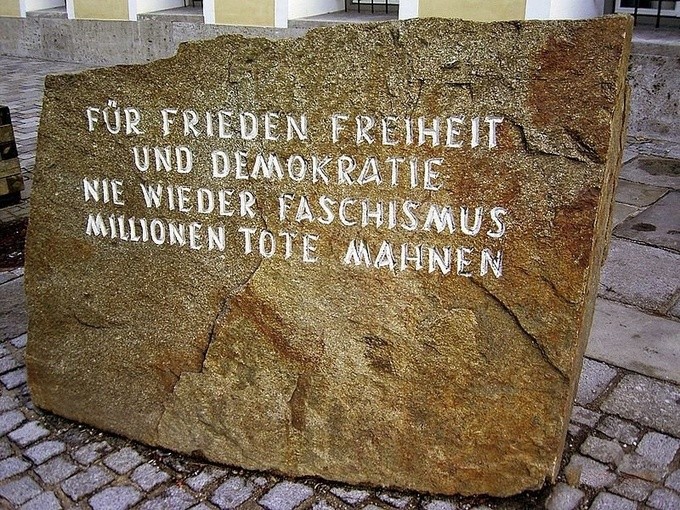 FÜR FRIEDEN FREIHEIT
UND DEMOKRATIE
NIE WIEDER FASCHISMUS
MILLIONEN TOTE MAHNEN